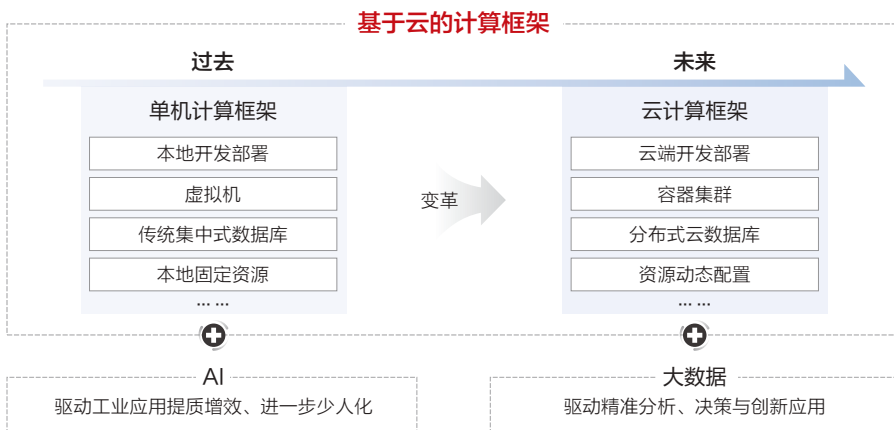 基于云的计算框架
过去
未来
单机计算框架
本地开发部署
虚拟机
传统集中式数据库
本地固定资源
... ...
变革
云计算框架
云端开发部署
容器集群
分布式云数据库
资源动态配置
... ...
AI
驱动工业应用提质增效、进一步少人化
大数据
驱动精准分析、决策与创新应用